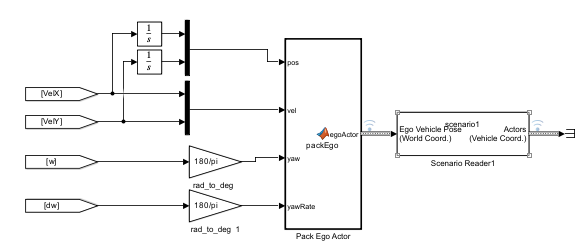 1
s
1
s
[VelX]
[VelY]
[w]
[dw]
180/pi
rad_to_deg
180/pi
rad_to_deg 1
pos
vel
yaw
yawRate
egoActor
packEgo
Pack Ego Actor
scenario1
Ego Vehicle Pose
(World Coord.)
Actors
(Vehicle Coord.)
Scenario Reader1